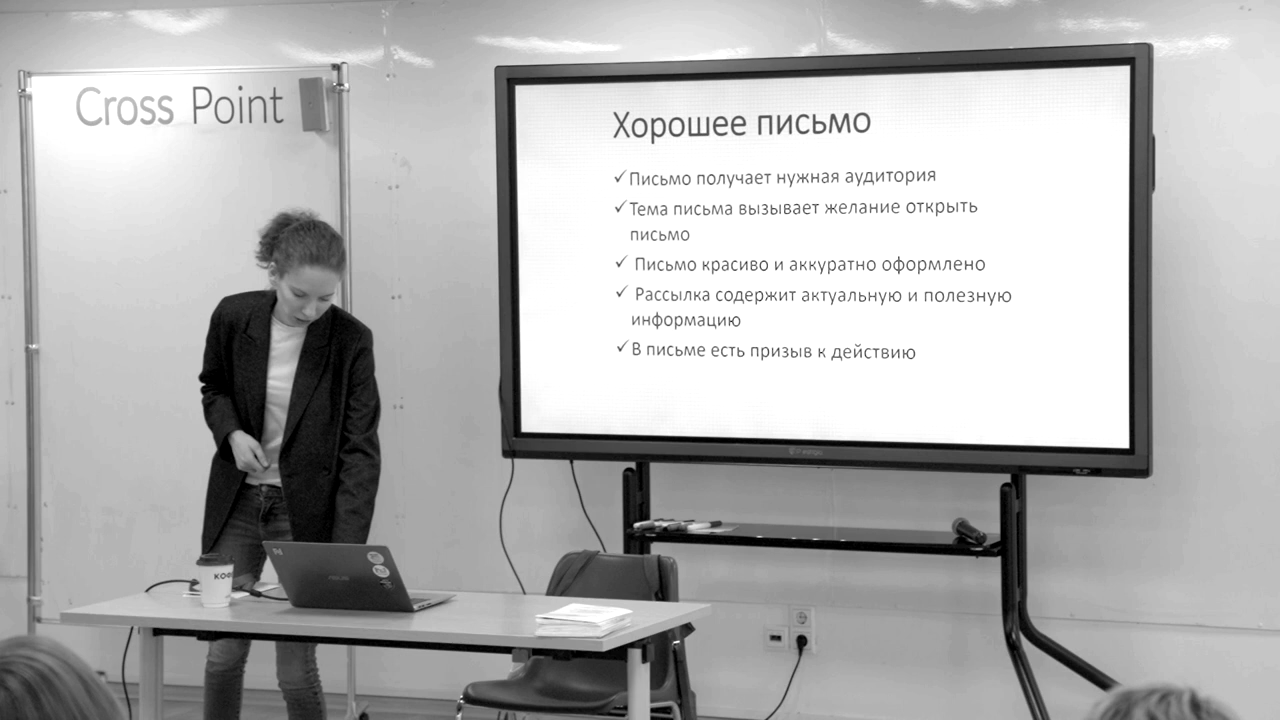 Cross Point
Хорошее письмо
✓Письмо получает нужная аудитория
✓Тема письма вызывает желание открыть
письмо
✓ Письмо красиво и аккуратно оформлено
✓ Рассылка содержит актуальную и полезную
информацию
✓В письме есть призыв к действию
ASUS